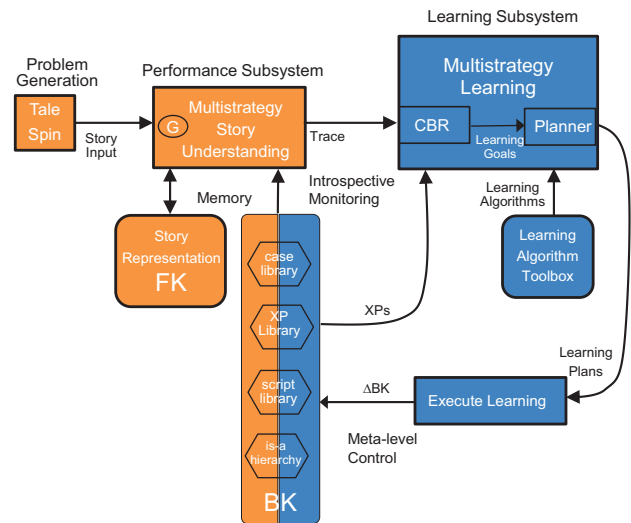 Learning Subsystem
Problem
Generation
Performance Subsystem
Tale
Spin
Story
Input
G
Multistrategy
Story
Understanding
Trace
Multistrategy
Learning
CBR
Learning
Goals
Planner
Memory
Introspective
Monitoring
Learning
Algorithms
Story
Representation
FK
case
library
XP
Library
script
library
is-a
hierarchy
BK
XPs
Learning
Algorithm
Toolbox
Learning
Plans
ΔBK
Execute Learning
Meta-level
Control